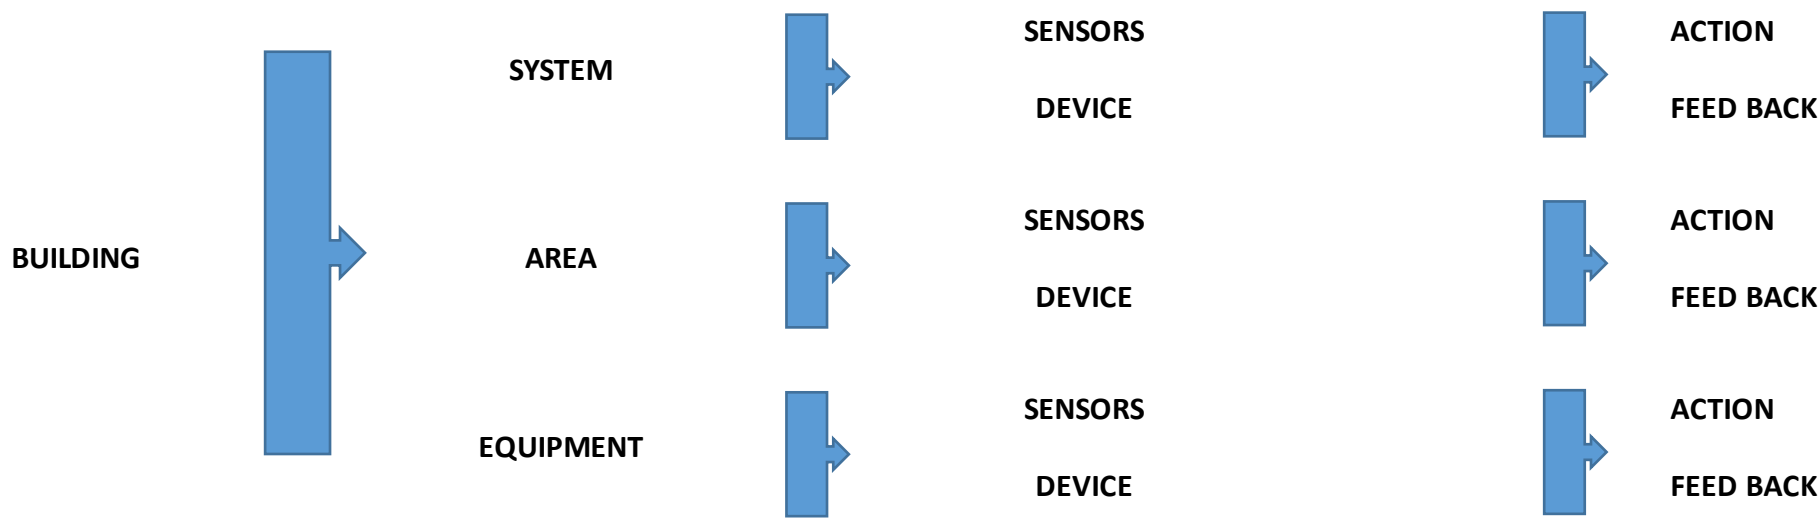 BUILDING
SYSTEM
SENSORS
DEVICE
ACTION
FEED BACK
AREA
SENSORS
DEVICE
ACTION
FEED BACK
EQUIPMENT
SENSORS
DEVICE
ACTION
FEED BACK